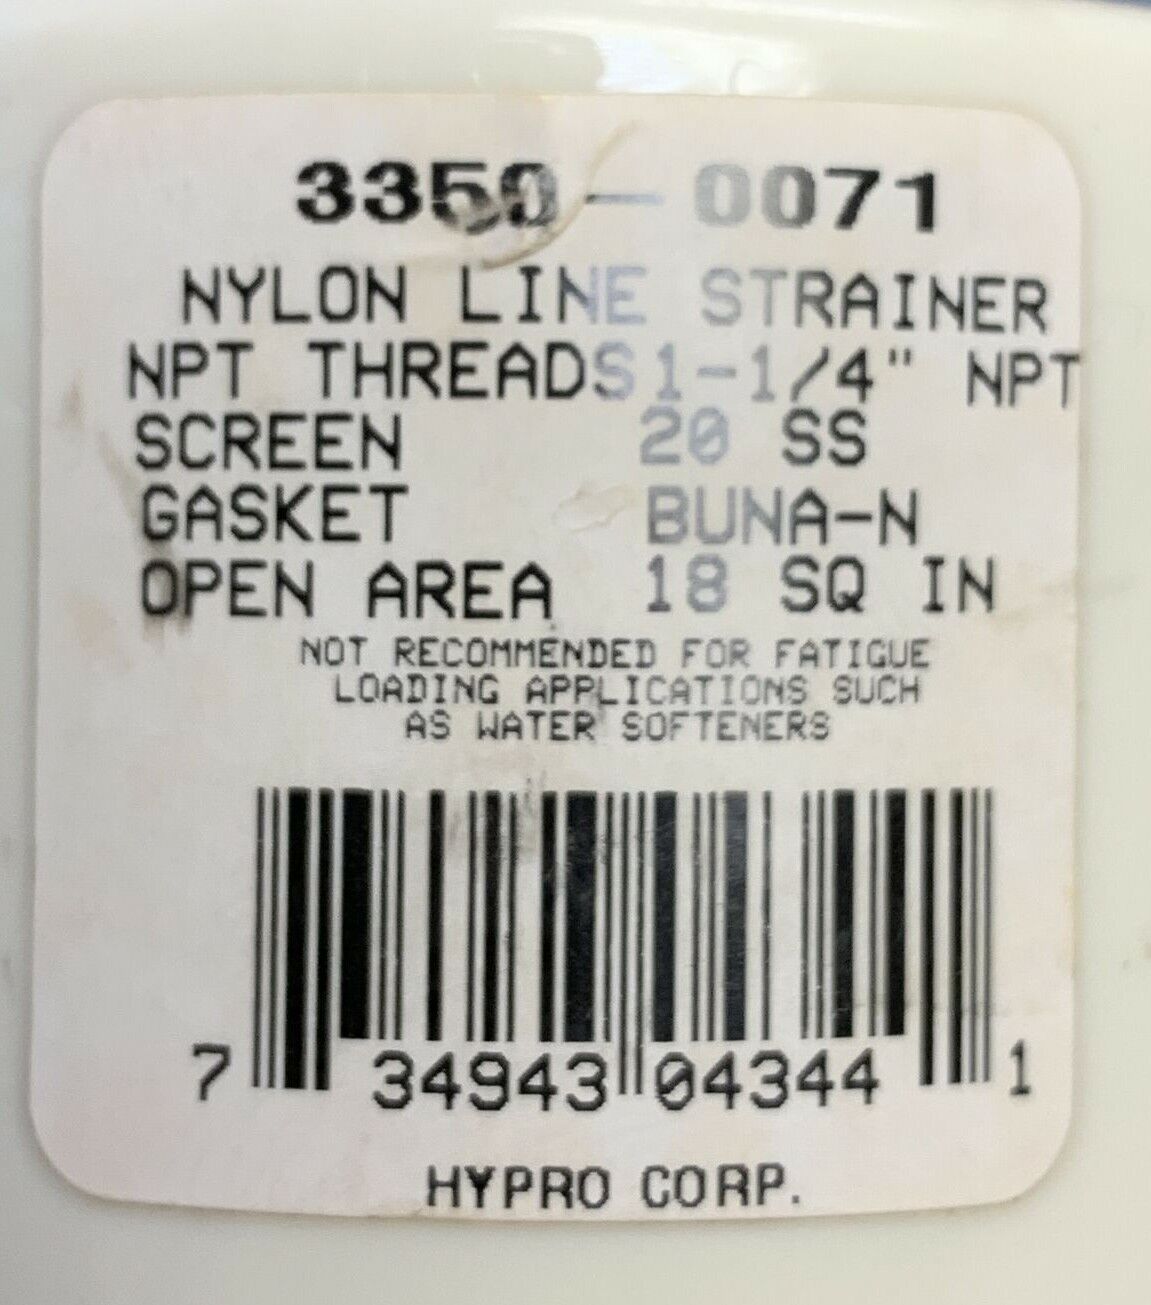 3350-0071
NYLON LINE STRAINER
NPT THREADS 1-1/4" NPT
SCREEN 20 SS
GASKET BUNA-N
OPEN AREA 18 SQ IN
NOT RECOMMENDED FOR FATIGUE
LOADING APPLICATIONS SUCH
AS WATER SOFTENERS
7 34943 04344 1
HYPRO CORP.